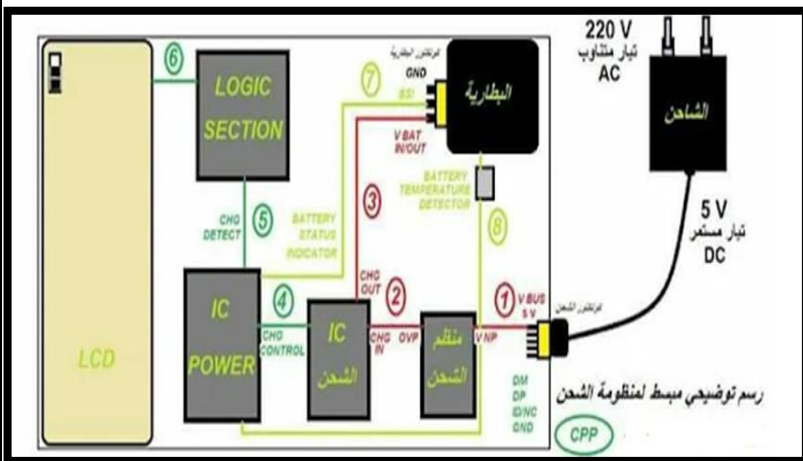 220 V
تيار متناوب
AC
الشاحن
5 V
تيار مستمر
DC
كونكتور الشحن
كونكتور البطارية
البطارية
GND
BSI
V BAT
IN/OUT
BATTERY
TEMPERATURE
DETECTOR
6
LOGIC
SECTION
7
3
8
CHG
DETECT
5
BATTERY
STATUS
INDICATOR
CHG
OUT
2
1
V BUS
5 V
LCD
IC
POWER
4
CHG
CONTROL
IC
الشحن
CHG
IN
OVP
منظم
الشحن
V NP
DM
DP
ID/NC
GND
رسم توضيحي مبسط لمنظومة الشحن
CPP